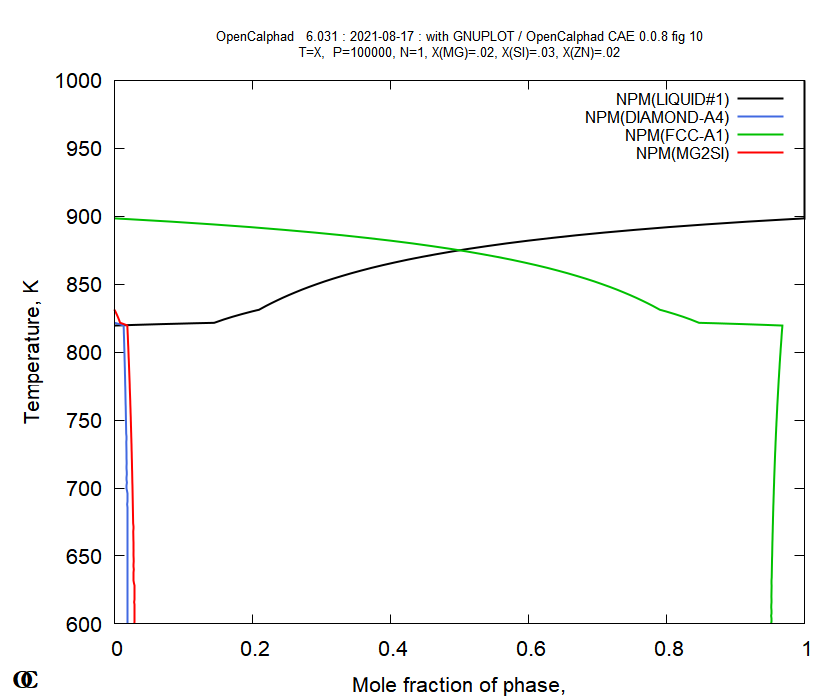 OpenCalphad 6.031 : 2021-08-17 : with GNUPLOT / OpenCalphad CAE 0.0.8 fig 10
T=X, P=100000, N=1, X(MG)=.02, X(SI)=.03, X(ZN)=.02
NPM(LIQUID#1)
NPM(DIAMOND-A4)
NPM(FCC-A1)
NPM(MG2SI)
Temperature, K
1000
950
900
850
800
750
700
650
600
0
0.2
0.4
0.6
0.8
1
Mole fraction of phase,
OC